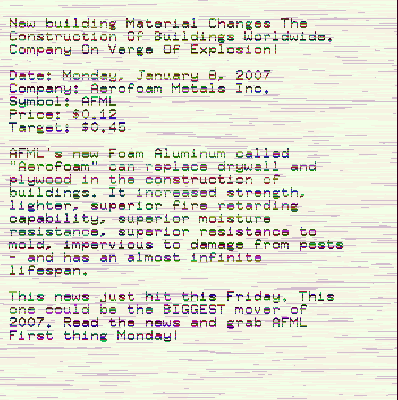 New building Material Changes The
Construction Of Buildings Worldwide.
Company On Verge Of Explosion!
Date: Monday, January 8, 2007
Company: Aerofoam Metals Inc.
Symbol: AFML
Price: $0.12
Target: $0.45
AFML's new Foam Aluminum called
"Aerofoam" can replace drywall and
plywood in the construction of
buildings. It increased strength,
lighter, superior fire retarding
capability, superior moisture
resistance, superior resistance to
mold, impervious to damage from pests
- and has an almost infinite
lifespan.
This news just hit this Friday, This
one could be the BIGGEST mover of
2007. Read the news and grab AFML
First thing Monday!